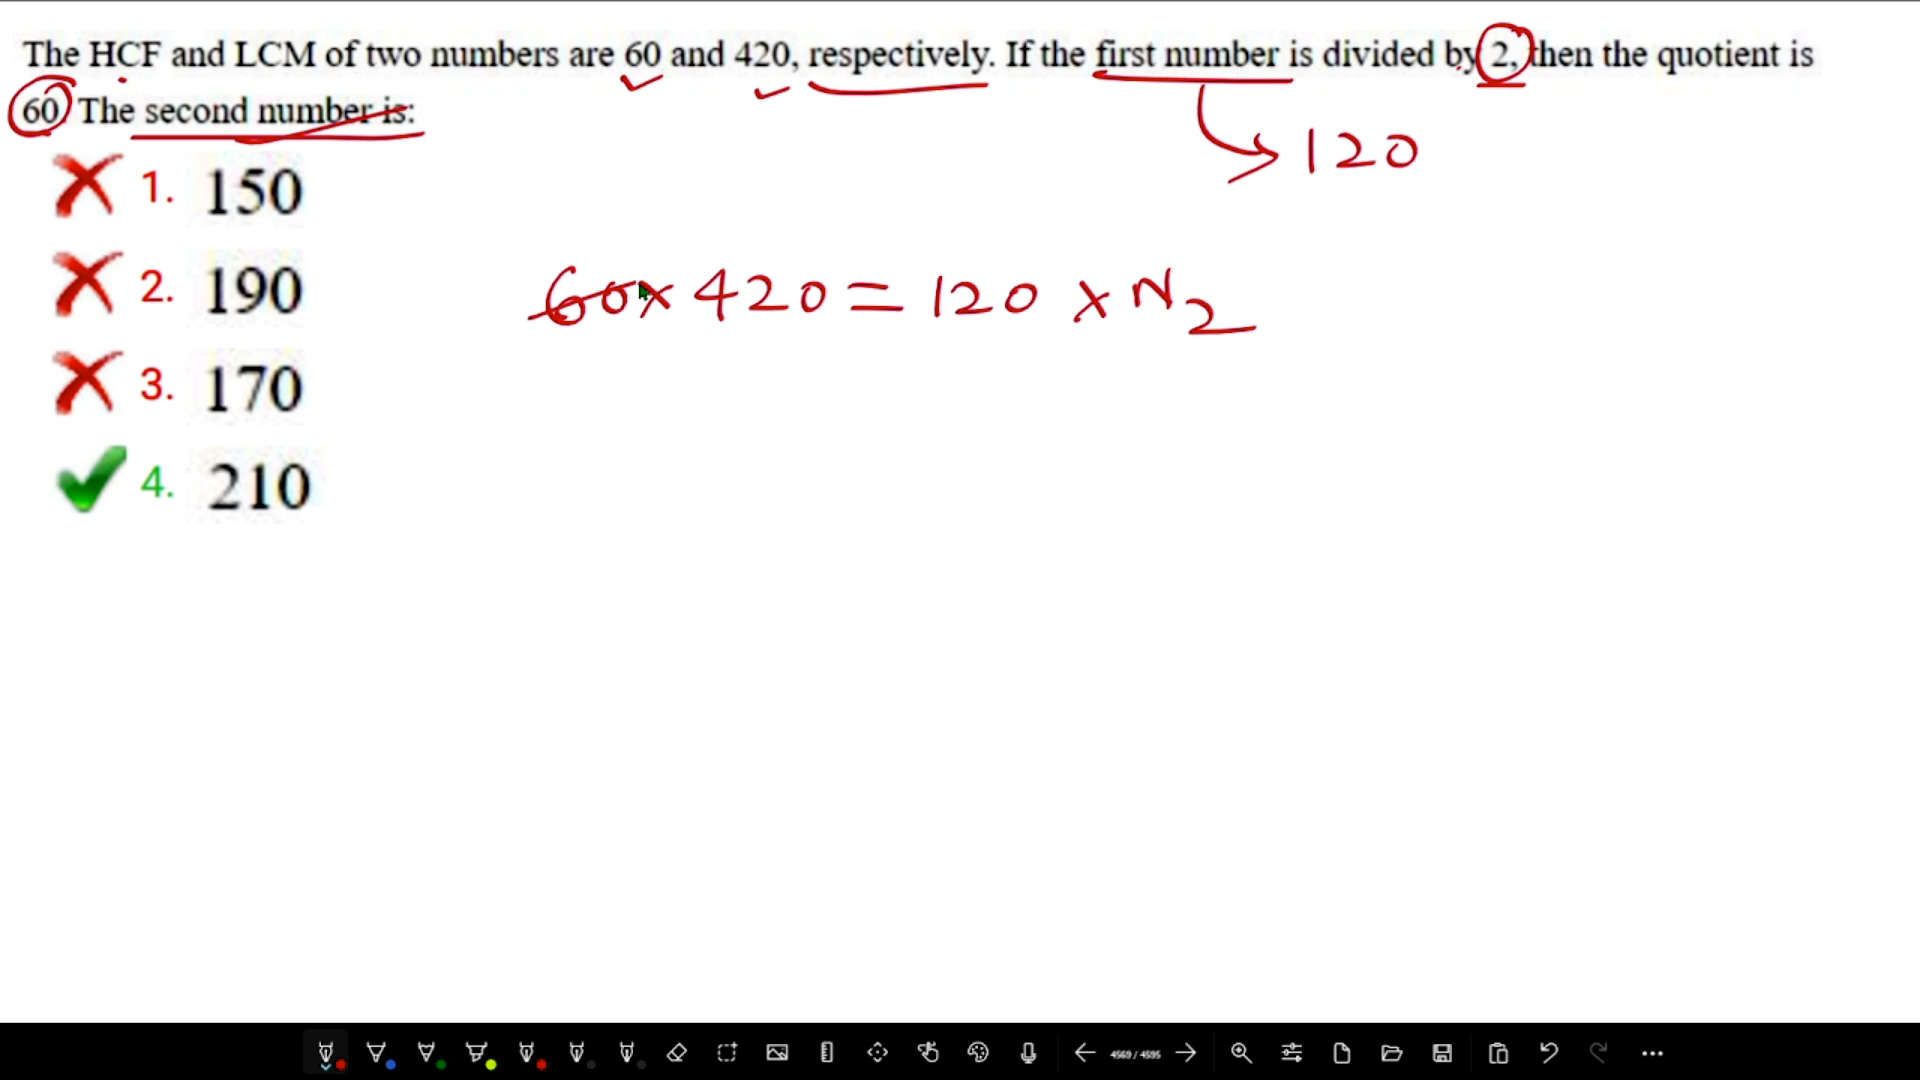 The HCF and LCM of two numbers are 60 and 420, respectively. If the first number is divided by 2, then the quotient is
60 The second number is:
120
1. 150
2. 190
60 x 420 = 120 x N2
3. 170
4. 210
4569 / 4595